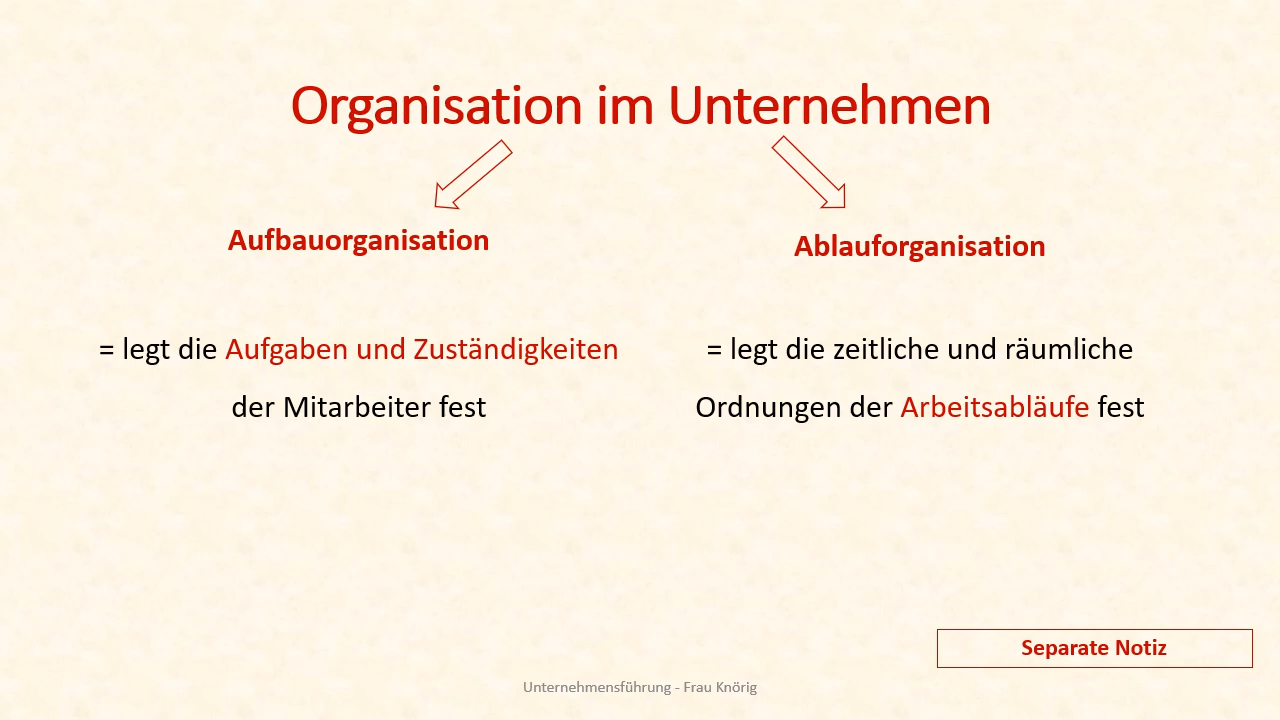 Organisation im Unternehmen
Aufbauorganisation
= legt die Aufgaben und Zuständigkeiten
der Mitarbeiter fest
Ablauforganisation
= legt die zeitliche und räumliche
Ordnungen der Arbeitsabläufe fest
Separate Notiz
Unternehmensführung - Frau Knörig